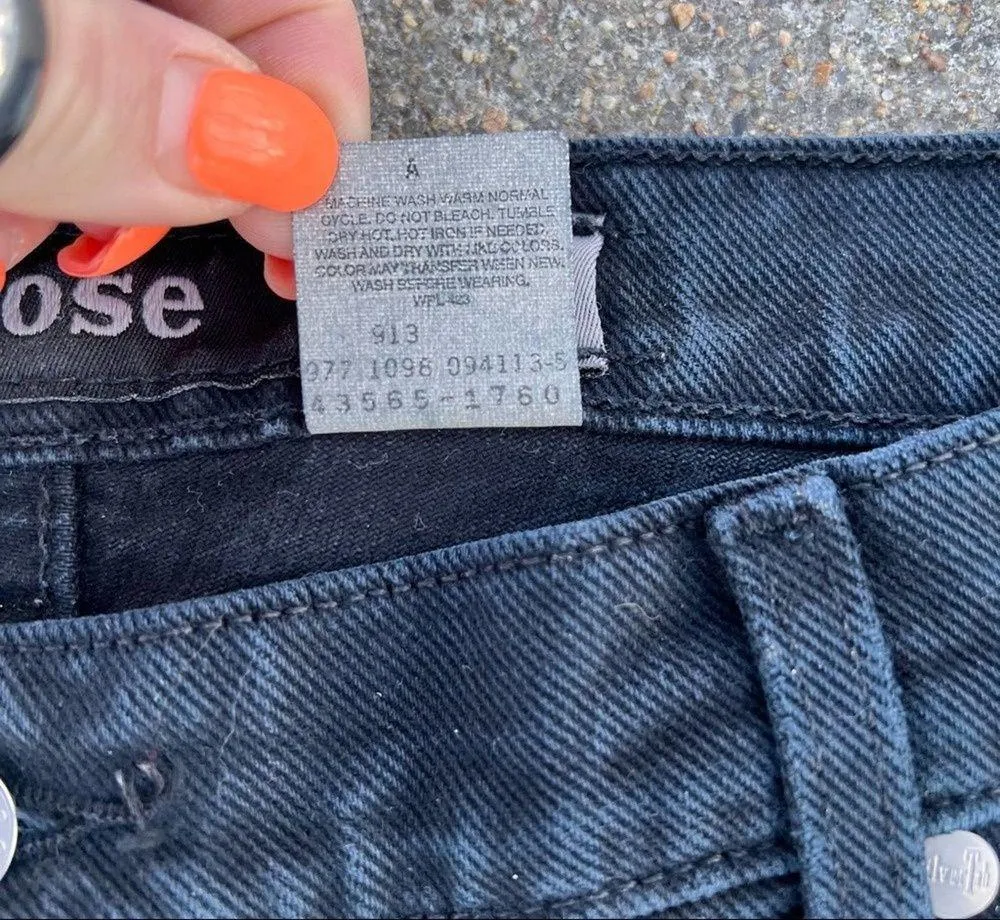 ose
A
MACHINE WASH WARM NORMAL
CYCLE. DO NOT BLEACH. TUMBLE
DRY HOT. HOT IRON IF NEEDED.
WASH AND DRY WITH LIKE COLORS.
COLOR MAY TRANSFER WHEN NEW.
WASH BEFORE WEARING.
WPL 423
913
977 1098 094113-5
43565-1760